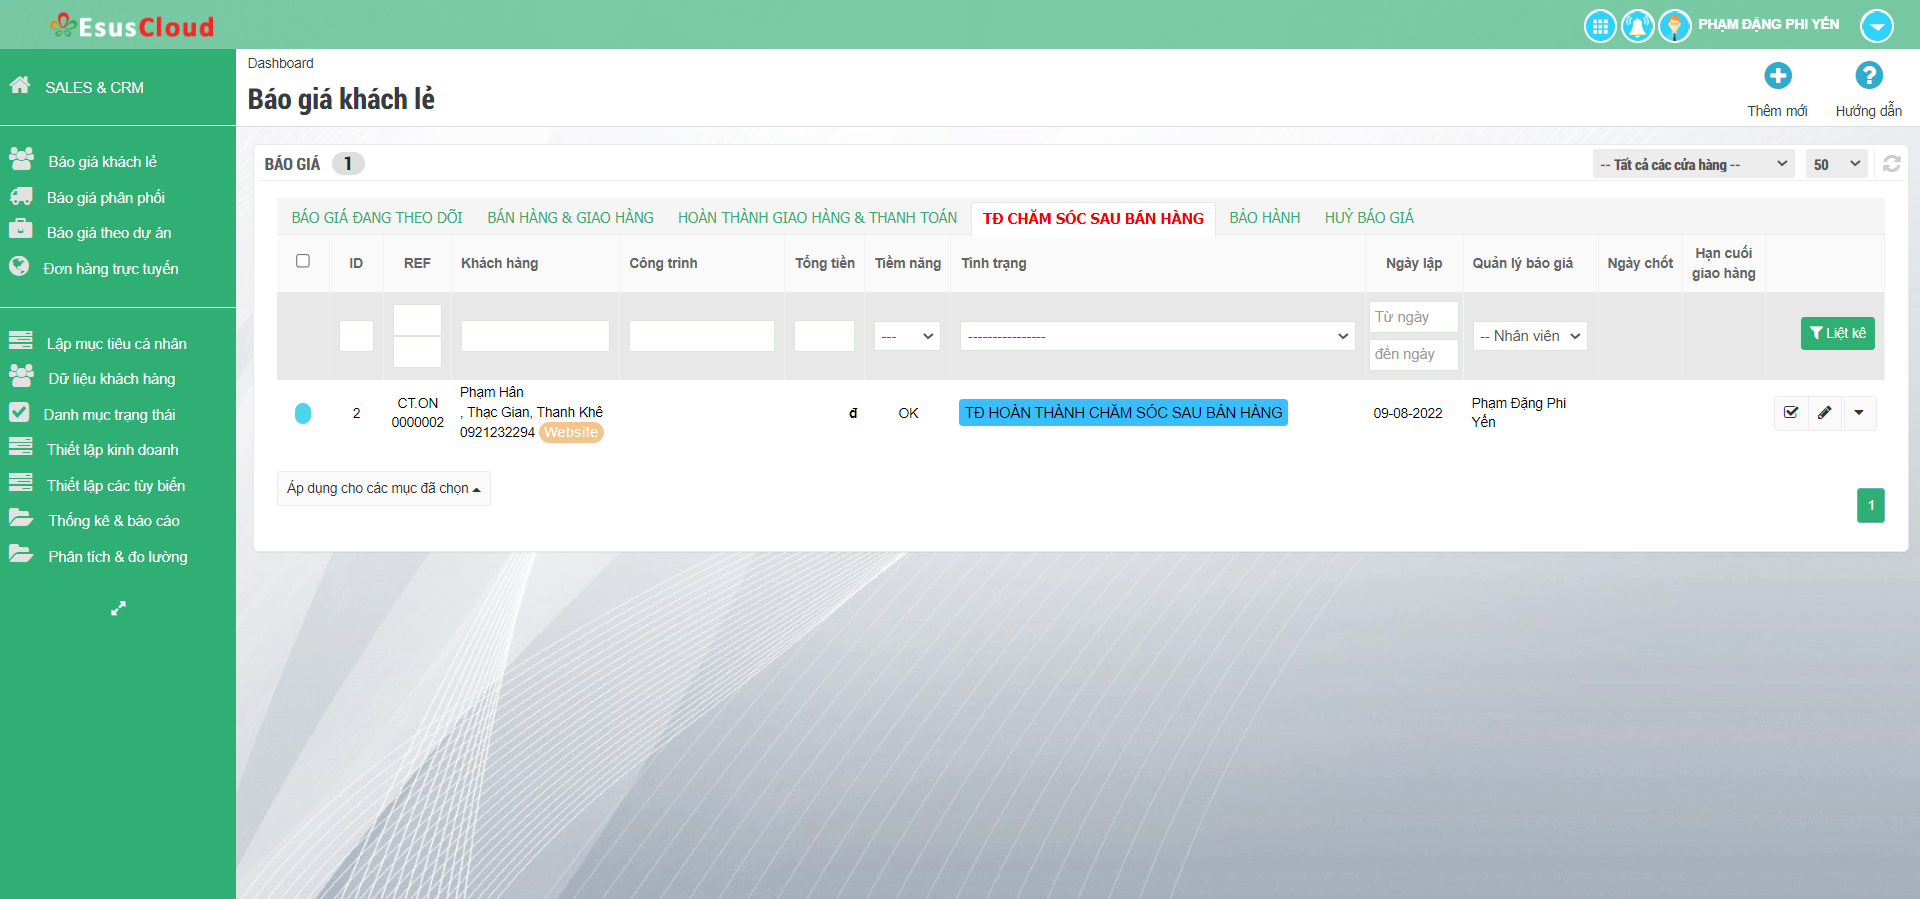 EsusCloud
PHẠM ĐẶNG PHI YẾN
SALES & CRM
Báo giá khách lẻ
Báo giá phân phối
Báo giá theo dự án
Đơn hàng trực tuyến
Lập mục tiêu cá nhân
Dữ liệu khách hàng
Danh mục trạng thái
Thiết lập kinh doanh
Thiết lập các tùy biến
Thống kê & báo cáo
Phân tích & đo lường
Dashboard
Báo giá khách lẻ
Thêm mới
Hướng dẫn
BÁO GIÁ 1
-- Tất cả các cửa hàng --
50
BÁO GIÁ ĐANG THEO DÕI BÁN HÀNG & GIAO HÀNG HOÀN THÀNH GIAO HÀNG & THANH TOÁN TĐ CHĂM SÓC SAU BÁN HÀNG BẢO HÀNH HUỶ BÁO GIÁ
ID REF Khách hàng Công trình Tổng tiền Tiềm năng Tình trạng Ngày lập Quản lý báo giá Ngày chốt Hạn cuối
giao hàng
Từ ngày
--- ---------------- -- Nhân viên Liệt kê
đến ngày
2
CT.ON
0000002
Phạm Hân
, Thạc Gian, Thanh Khê
0921232294 Website
đ
OK
TĐ HOÀN THÀNH CHĂM SÓC SAU BÁN HÀNG
09-08-2022
Phạm Đặng Phi
Yến
Áp dụng cho các mục đã chọn
1